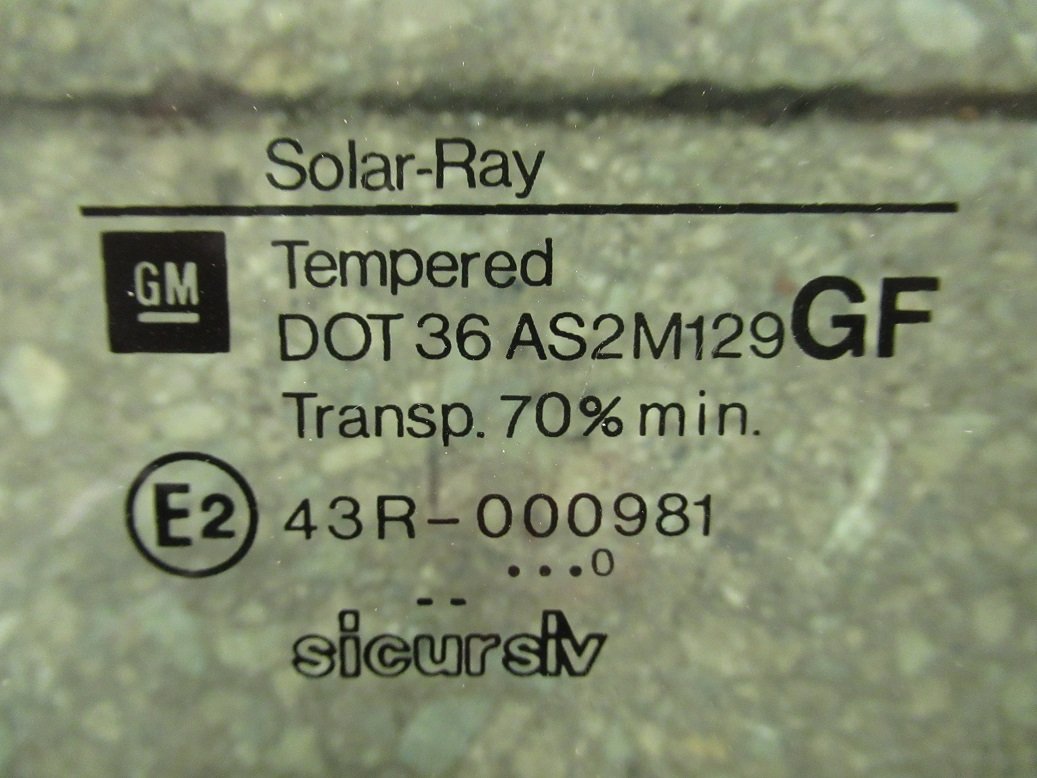 Solar-Ray
GM
Tempered
DOT 36 AS2M129 GF
Transp. 70% min.
E2 43R-000981
...0
--
sicursiv